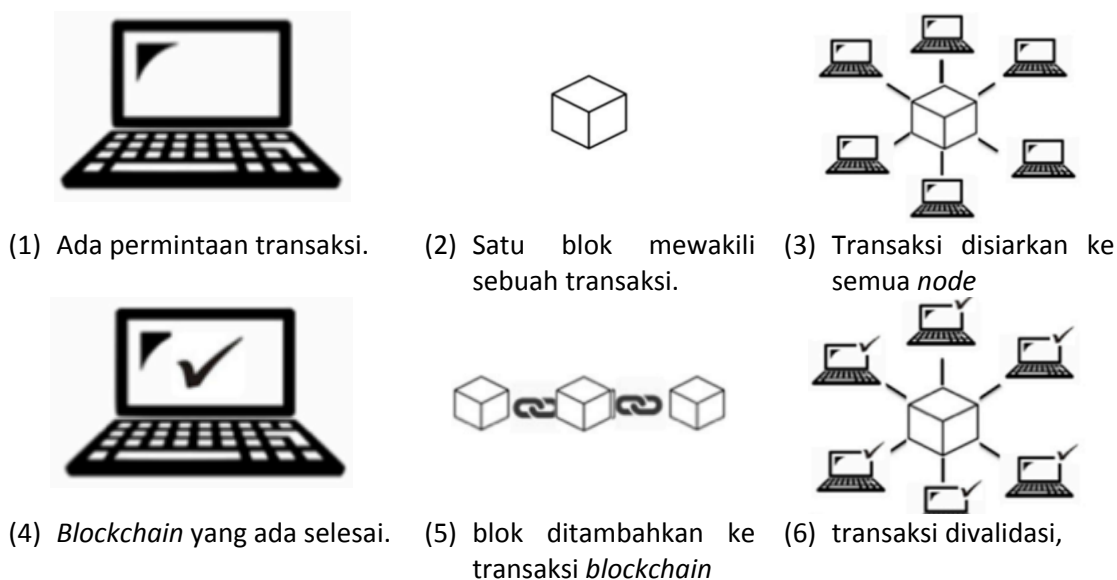 (1) Ada permintaan transaksi.
(2) Satu blok mewakili
sebuah transaksi.
(3) Transaksi disiarkan ke
semua node
(4) Blockchain yang ada selesai.
(5) blok ditambahkan ke
transaksi blockchain
(6) transaksi divalidasi,